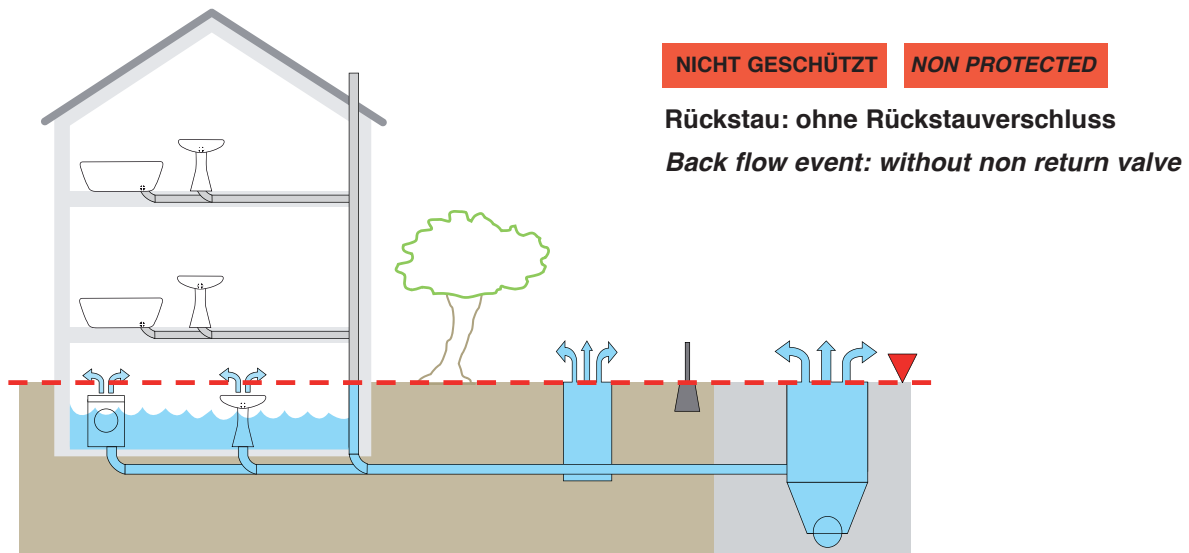 NICHT GESCHÜTZT NON PROTECTED
Rückstau: ohne Rückstauverschluss
Back flow event: without non return valve